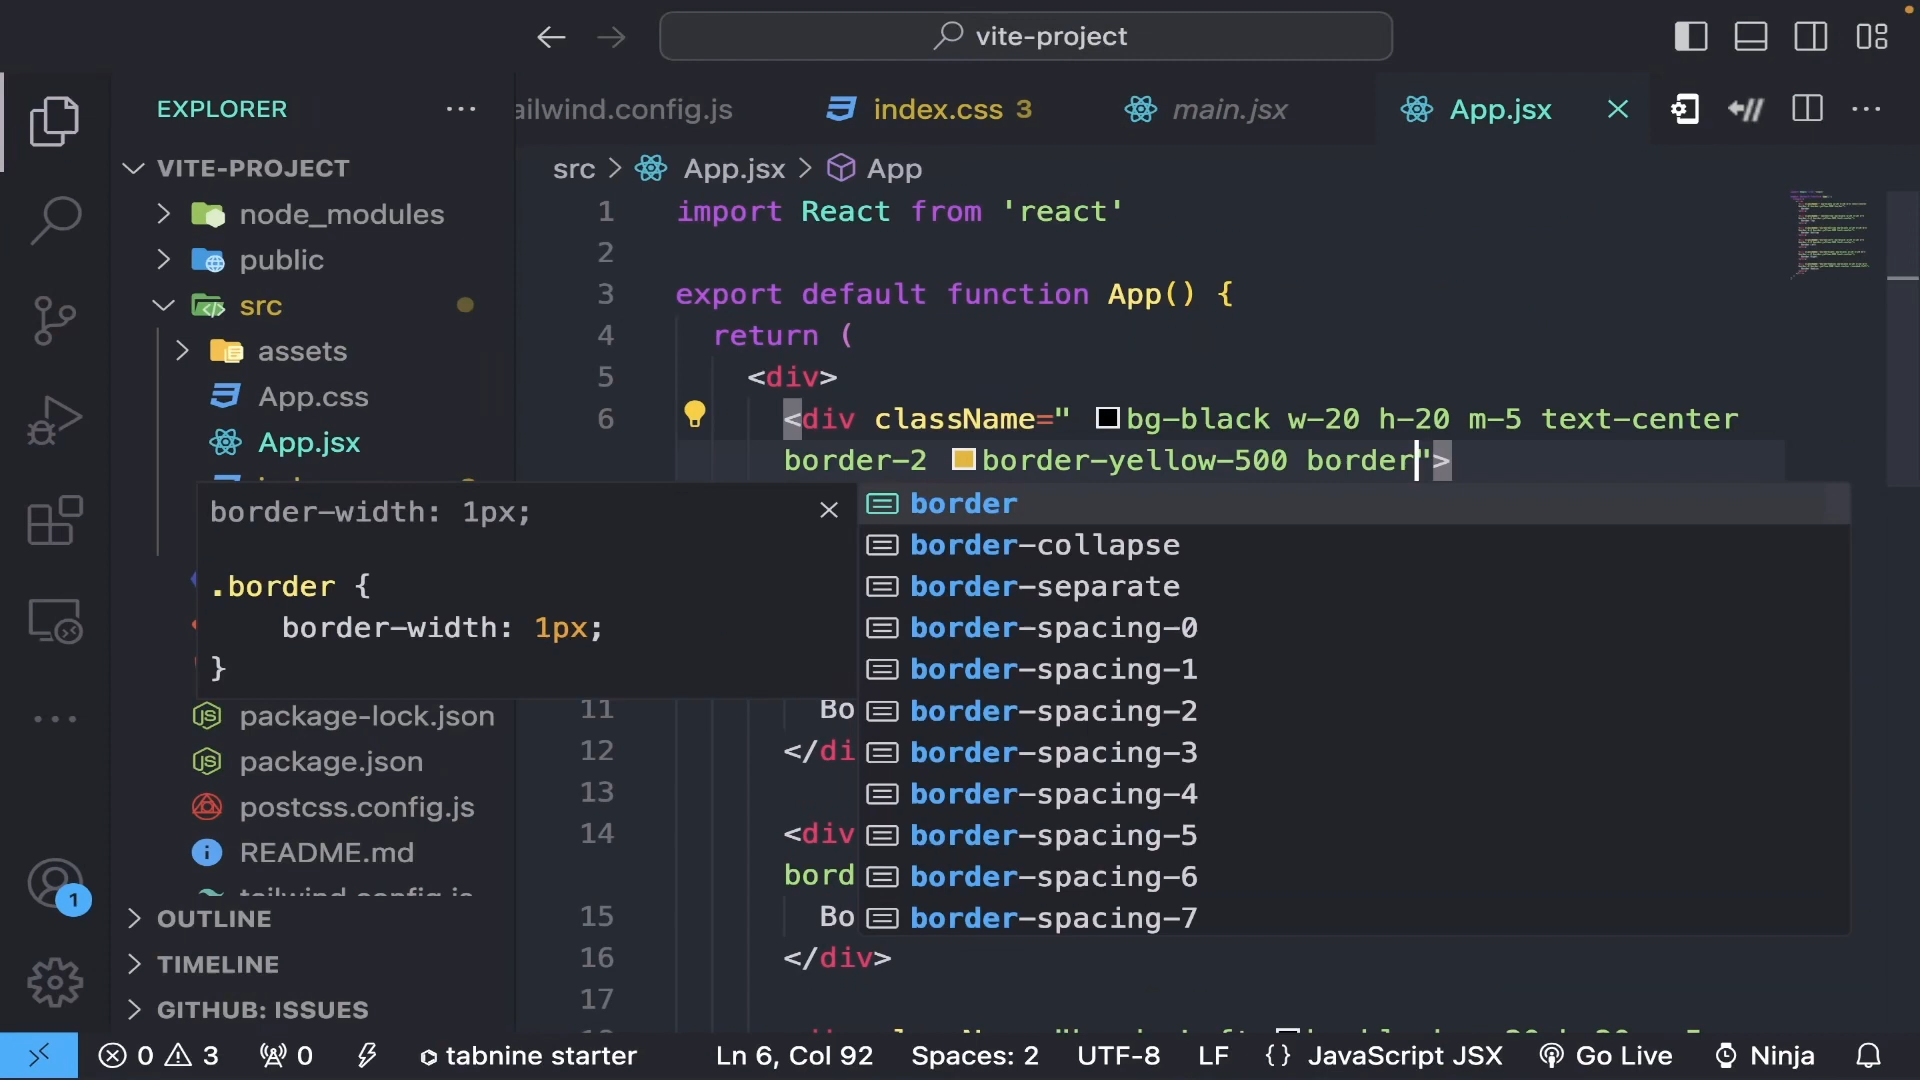 vite-project
EXPLORER
ailwind.config.js
index.css 3
main.jsx
App.jsx
VITE-PROJECT
src > App.jsx > App
node_modules
public
src
assets
App.css
App.jsx
package-lock.json
package.json
postcss.config.js
README.md
tailwind.config.js
OUTLINE
TIMELINE
GITHUB: ISSUES
1 import React from 'react'
2
3 export default function App() {
4 return (
5 <div>
6 <div className=" bg-black w-20 h-20 m-5 text-center
border-2 border-yellow-500 border">
border-width: 1px;
.border {
border-width: 1px;
}
border
border-collapse
border-separate
border-spacing-0
border-spacing-1
border-spacing-2
border-spacing-3
border-spacing-4
border-spacing-5
border-spacing-6
border-spacing-7
11 Bo
12 </di
13
14 <div
bord
15 Bo
16 </div>
17
1
0 3
0
tabnine starter
Ln 6, Col 92
Spaces: 2
UTF-8
LF
{} JavaScript JSX
Go Live
Ninja